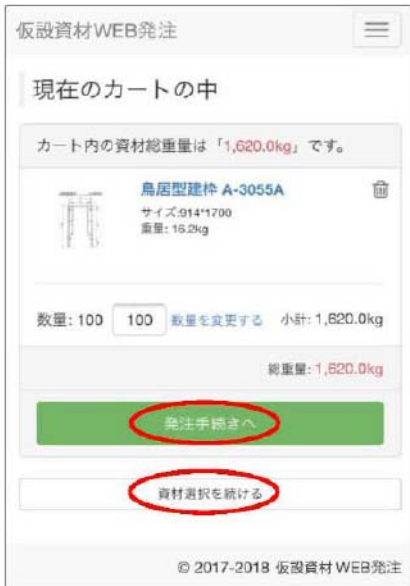 仮設資材WEB発注
現在のカートの中
カート内の資材総重量は「1,620.0kg」です。
鳥居型建枠 A-3055A
サイズ:914*1700
重量: 16.2kg
数量: 100 100 数量を変更する 小計: 1,620.0kg
総重量: 1,620.0kg
発注手続きへ
資材選択を続ける
© 2017-2018 仮設資材WEB発注